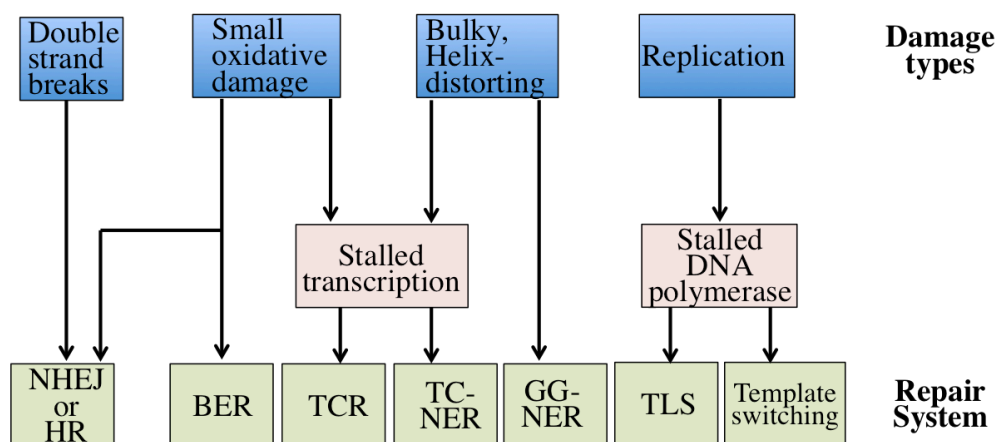 Double
strand
breaks
Small
oxidative
damage
Bulky,
Helix-
distorting
Replication
Damage
types
Stalled
transcription
Stalled
DNA
polymerase
NHEJ
or
HR
BER
TCR
TC-
NER
GG-
NER
TLS
Template
switching
Repair
System